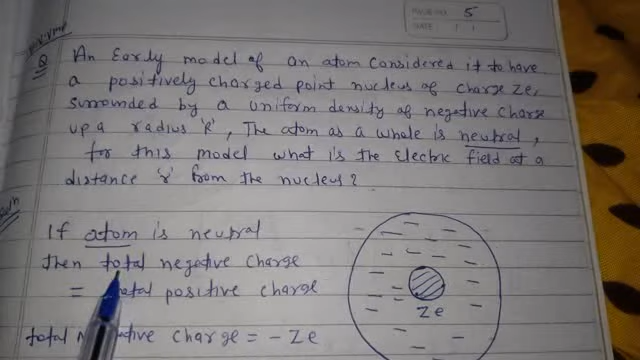 PAGE NO. 5
DATE / /
V.V.Vmp
Q An Early model of an atom considered it to have
a positively charged point nucleus of charge Ze,
surrounded by a uniform density of negative charge
up a radius 'R', The atom as a whole is neutral,
for this model what is the Electric field at a
distance 'r' from the nucleus?
If atom is neutral
then total negative charge
= total positive charge
Ze
total negative charge = - Ze